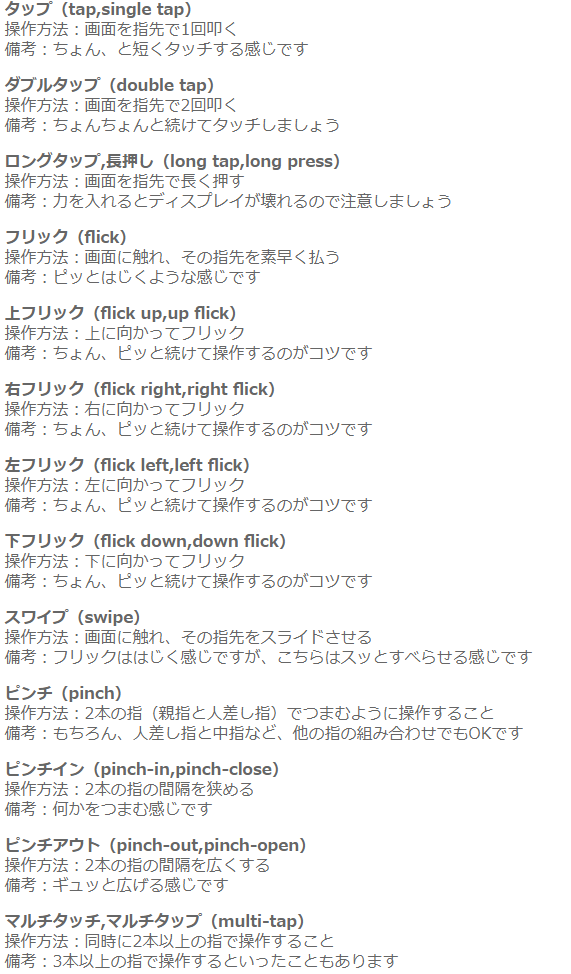 タップ（tap,single tap）
操作方法：画面を指先で1回叩く
備考：ちょん、と短くタッチする感じです
ダブルタップ（double tap）
操作方法：画面を指先で2回叩く
備考：ちょんちょんと続けてタッチしましょう
ロングタップ,長押し（long tap,long press）
操作方法：画面を指先で長く押す
備考：力を入れるとディスプレイが壊れるので注意しましょう
フリック（flick）
操作方法：画面に触れ、その指先を素早く払う
備考：ピッとはじくような感じです
上フリック（flick up,up flick）
操作方法：上に向かってフリック
備考：ちょん、ピッと続けて操作するのがコツです
右フリック（flick right,right flick）
操作方法：右に向かってフリック
備考：ちょん、ピッと続けて操作するのがコツです
左フリック（flick left,left flick）
操作方法：左に向かってフリック
備考：ちょん、ピッと続けて操作するのがコツです
下フリック（flick down,down flick）
操作方法：下に向かってフリック
備考：ちょん、ピッと続けて操作するのがコツです
スワイプ（swipe）
操作方法：画面に触れ、その指先をスライドさせる
備考：フリックははじく感じですが、こちらはスッとすべらせる感じです
ピンチ（pinch）
操作方法：2本の指（親指と人差し指）でつまむように操作すること
備考：もちろん、人差し指と中指など、他の指の組み合わせでもOKです
ピンチイン（pinch-in,pinch-close）
操作方法：2本の指の間隔を狭める
備考：何かをつまむ感じです
ピンチアウト（pinch-out,pinch-open）
操作方法：2本の指の間隔を広くする
備考：ギュッと広げる感じです
マルチタッチ,マルチタップ（multi-tap）
操作方法：同時に2本以上の指で操作すること
備考：3本以上の指で操作するといったこともあります